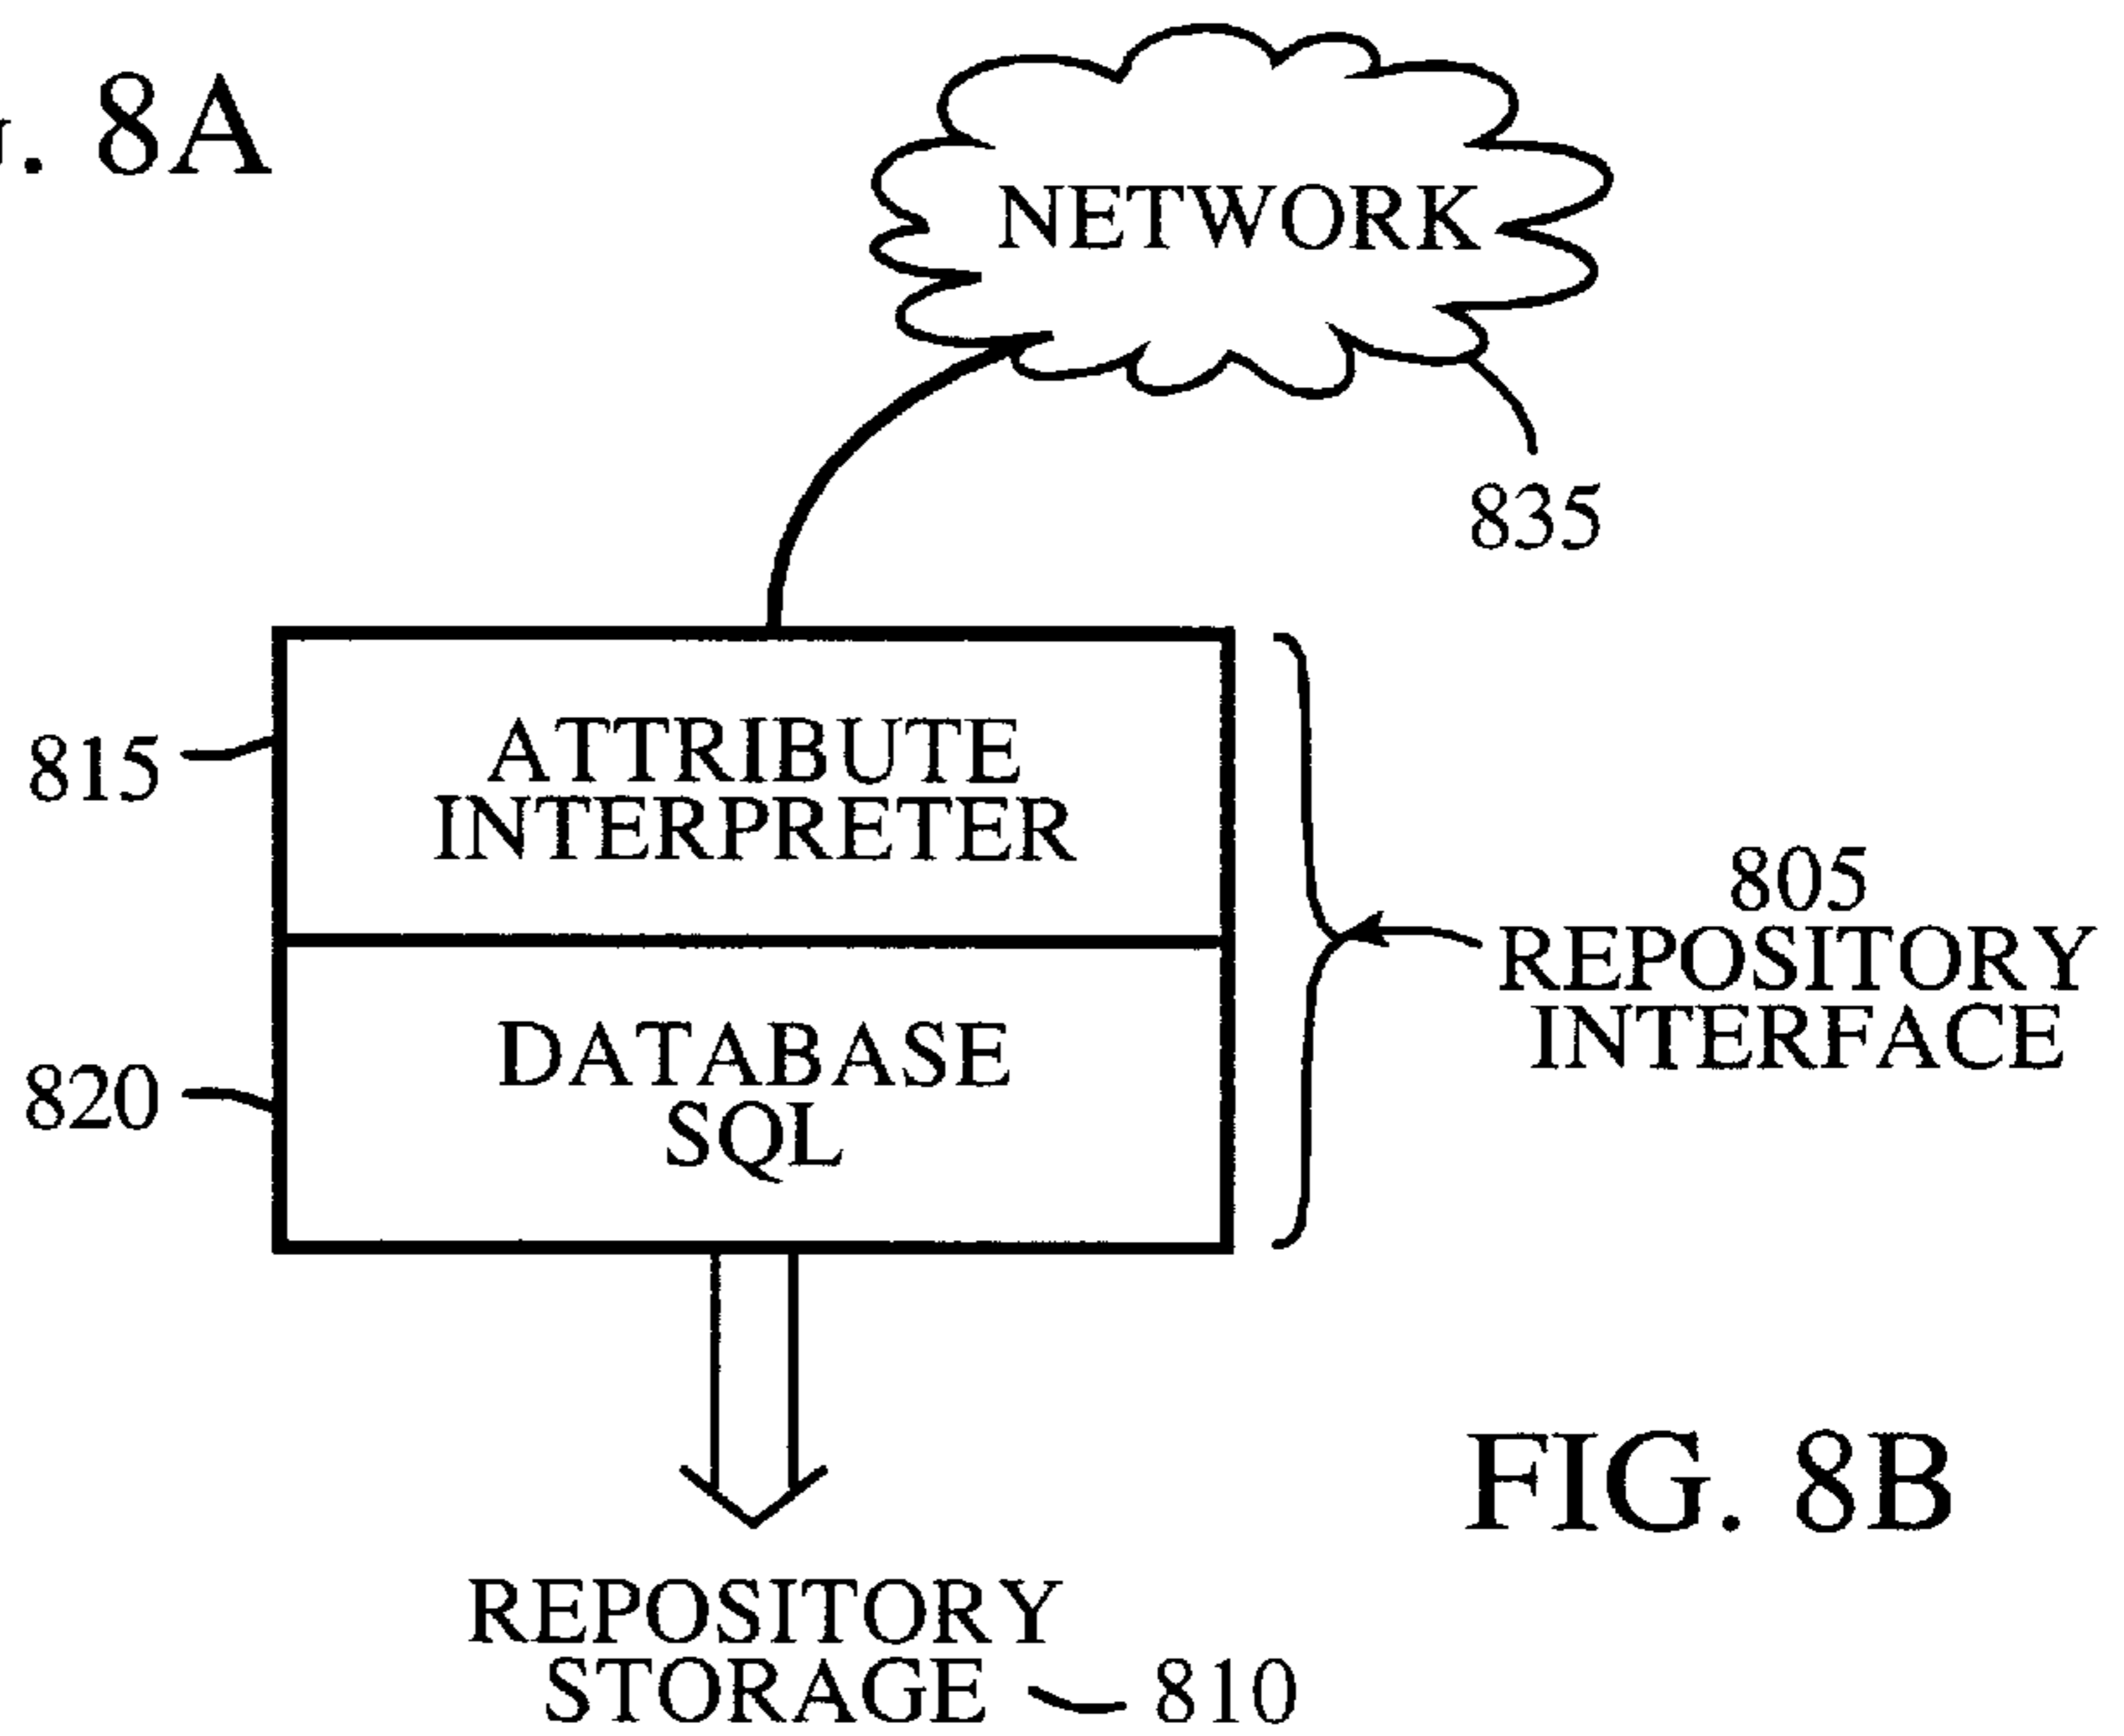 . 8A
NETWORK
835
815
ATTRIBUTE
INTERPRETER
805
REPOSITORY
INTERFACE
820
DATABASE
SQL
FIG. 8B
REPOSITORY
STORAGE
810